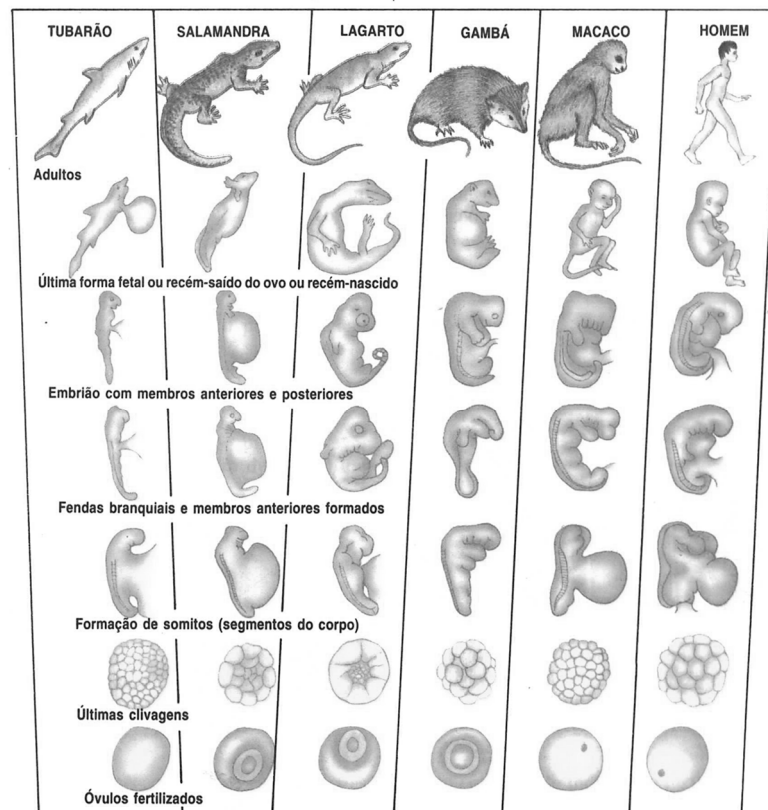 TUBARÃO SALAMANDRA LAGARTO GAMBÁ MACACO HOMEM
Adultos
Última forma fetal ou recém-saído do ovo ou recém-nascido
Embrião com membros anteriores e posteriores
Fendas branquiais e membros anteriores formados
Formação de somitos (segmentos do corpo)
Últimas clivagens
Óvulos fertilizados